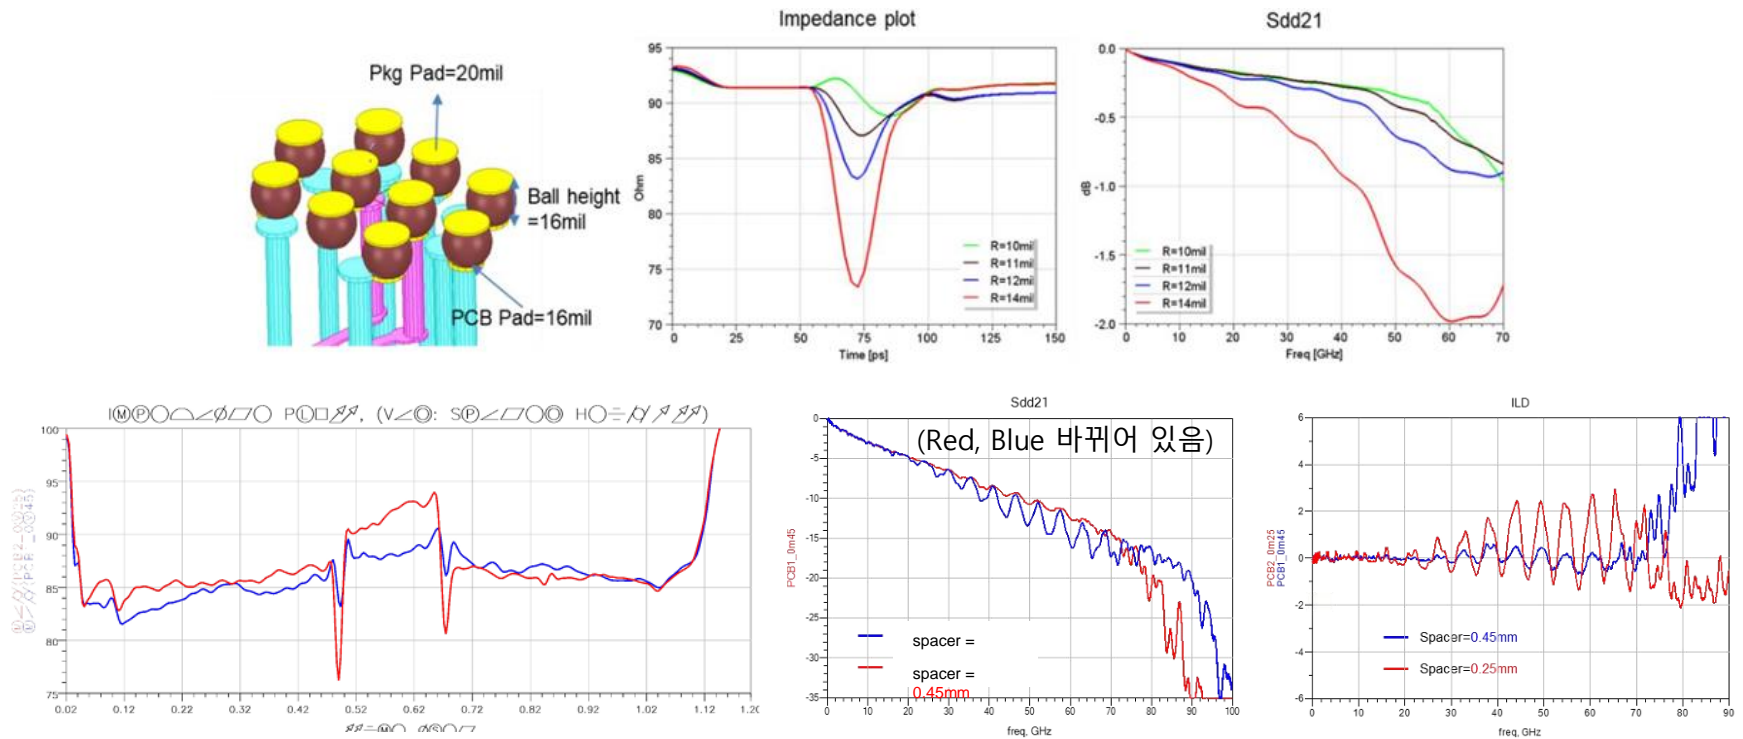 Impedance plot
Sdd21
Pkg Pad=20mil
Ball height
=16mil
PCB Pad=16mil
95
90
85
80
75
70
Ohm
0
25
50
75
100
125
150
Time [ps]
R=10mil
R=11mil
R=12mil
R=14mil
0.0
-0.5
-1.0
-1.5
-2.0
dB
0
10
20
30
40
50
60
70
Freq [GHz]
R=10mil
R=11mil
R=12mil
R=14mil
100
95
90
85
80
75
0.02
0.12
0.22
0.32
0.42
0.52
0.62
0.72
0.82
0.92
1.02
1.12
1.2
Sdd21
(Red, Blue 바뀌어 있음)
0
-5
-10
-15
-20
-25
-30
-35
PCB1_0m45
spacer =
spacer =
0.45mm
0
10
20
30
40
50
60
70
80
90
100
freq, GHz
ILD
6
4
2
0
-2
-4
-6
PCB2_0m25
PCB1_0m45
Spacer=0.45mm
Spacer=0.25mm
0
10
20
30
40
50
60
70
80
90
freq, GHz